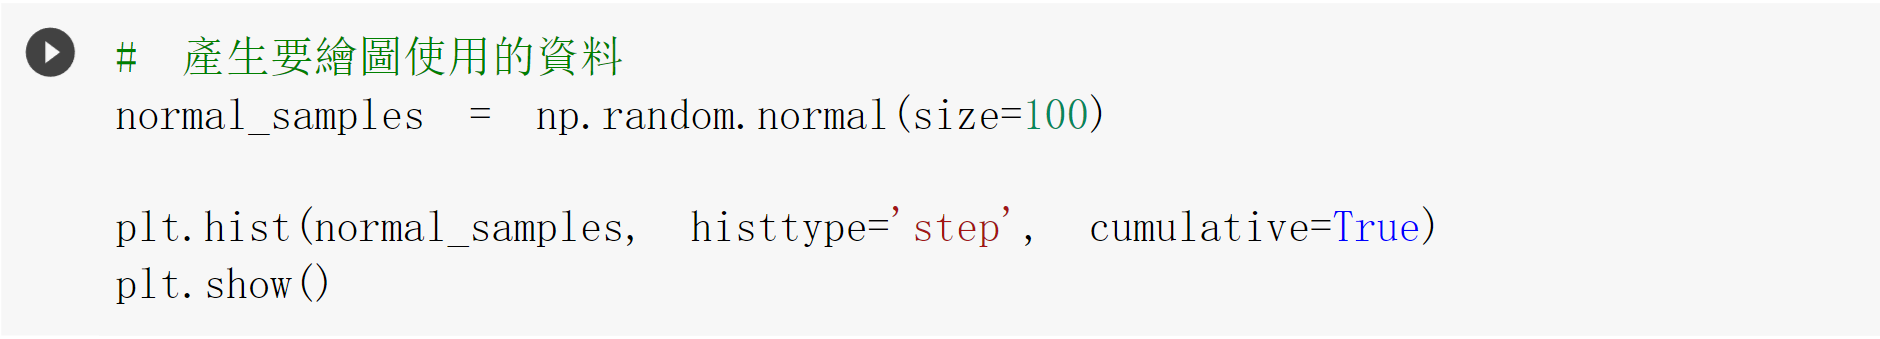 # 產生要繪圖使用的資料
normal_samples = np.random.normal(size=100)
plt.hist(normal_samples, histtype='step', cumulative=True)
plt.show()